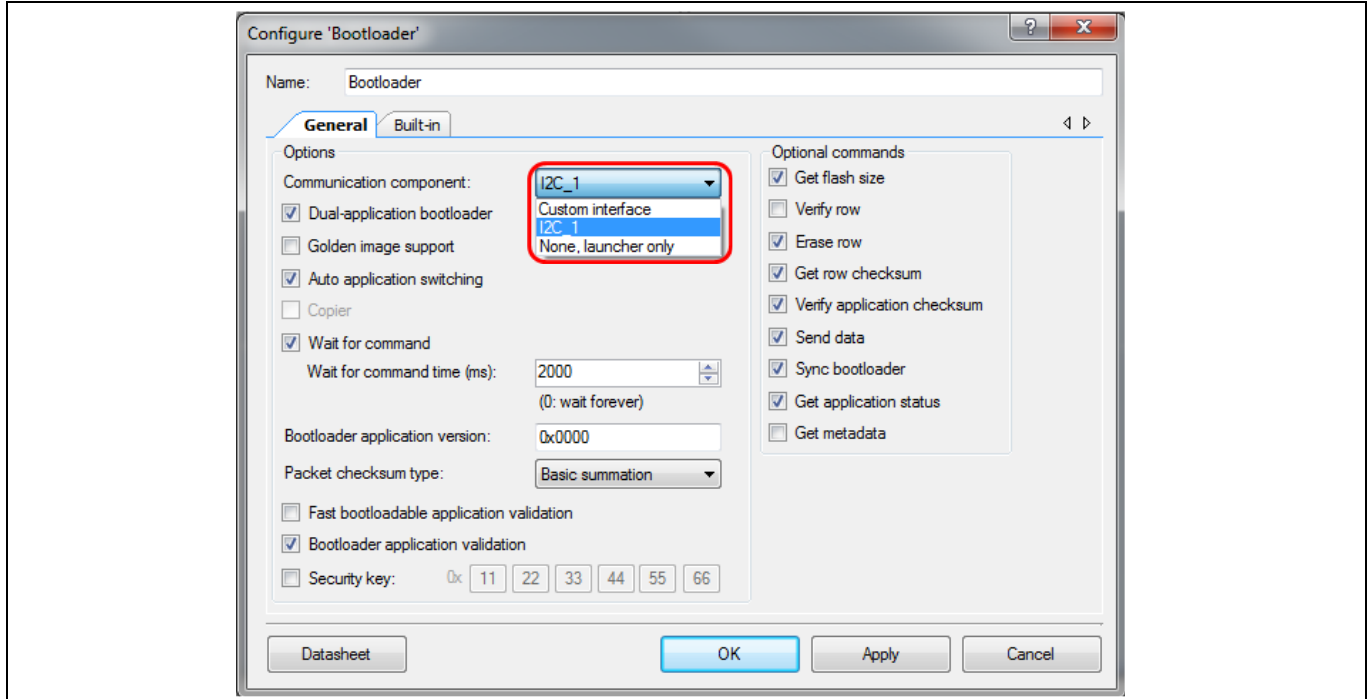 Configure 'Bootloader'
Name: Bootloader
General Built-in
Options
Communication component: I2C_1
Custom interface
I2C_1
None, launcher only
Dual-application bootloader
Golden image support
Auto application switching
Copier
Wait for command
Wait for command time (ms): 2000
(0: wait forever)
Bootloader application version: 0x0000
Packet checksum type: Basic summation
Fast bootloadable application validation
Bootloader application validation
Security key: 0x 11 22 33 44 55 66
Optional commands
Get flash size
Verify row
Erase row
Get row checksum
Verify application checksum
Send data
Sync bootloader
Get application status
Get metadata
Datasheet OK Apply Cancel